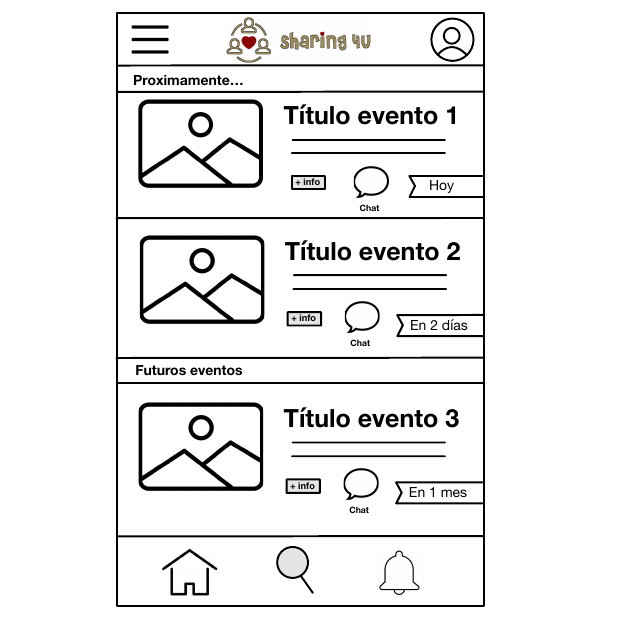 sharing 4u
Proximamente...
Título evento 1
+ info
Chat
Hoy
Título evento 2
+ info
Chat
En 2 días
Futuros eventos
Título evento 3
+ info
Chat
En 1 mes